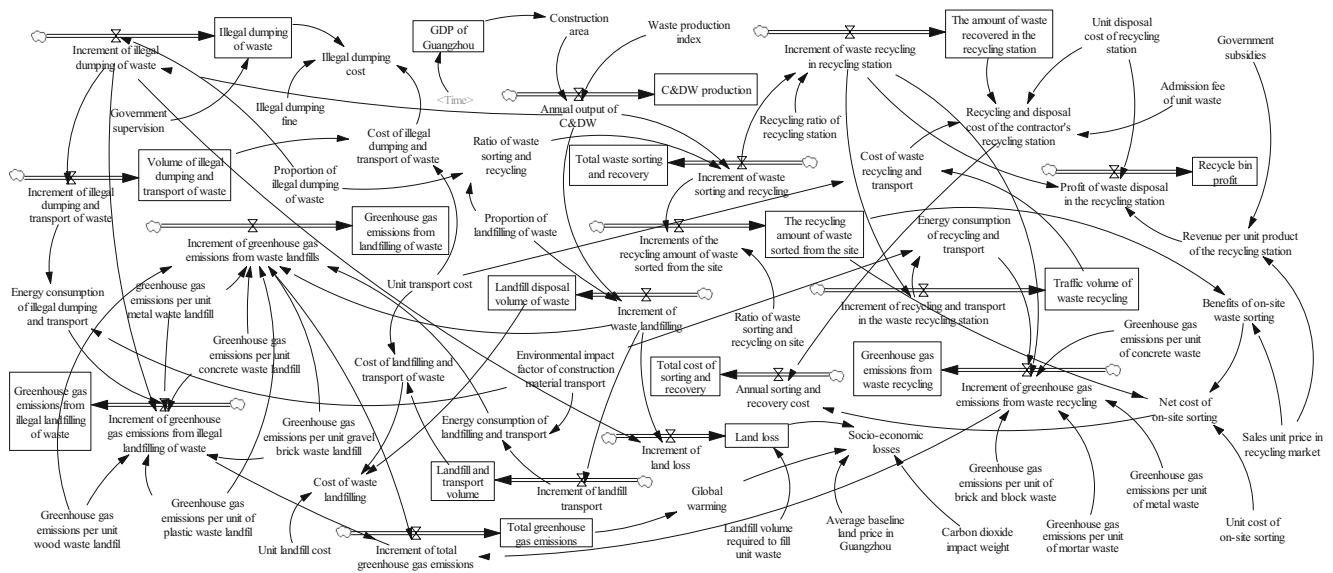 Increment of illegal
dumping of waste
Illegal dumping
of waste
Illegal dumping
cost
GDP of
Guangzhou
<Time>
Construction
area
Waste production
index
Increment of waste recycling
in recycling station
The amount of waste
recovered in the
recycling station
Unit disposal
cost of recycling
station
Government
subsidies
Government
supervision
Illegal dumping
fine
Annual output of
C&DW
C&DW production
Recycling ratio of
recycling station
Recycling and disposal
cost of the contractor's
recycling station
Admission fee
of unit waste
Volume of illegal
dumping and
transport of waste
Cost of illegal
dumping and
transport of waste
Ratio of waste
sorting and
recycling
Total waste sorting
and recovery
Increment of waste
sorting and recycling
Cost of waste
recycling and
transport
Profit of waste disposal
in the recycling station
Recycle bin
profit
Increment of illegal
dumping and
transport of waste
Proportion of
illegal dumping
of waste
Greenhouse gas
emissions from
landfilling of waste
Proportion of
landfilling of waste
Increments of the
recycling amount of waste
sorted from the site
The recycling
amount of waste
sorted from the site
Energy consumption
of recycling and
transport
Revenue per unit product
of the recycling station
Increment of greenhouse gas
emissions from waste landfills
Energy consumption
of illegal dumping
and transport
greenhouse gas
emissions per unit
metal waste landfill
Unit transport cost
Landfill disposal
volume of waste
Increment of
waste landfilling
Ratio of waste
sorting and
recycling on site
Increment of recycling and transport
in the waste recycling station
Traffic volume of
waste recycling
Benefits of on-site
waste sorting
Greenhouse gas
emissions per unit
concrete waste landfill
Cost of landfilling and
transport of waste
Environmental impact
factor of construction
material transport
Total cost of
sorting and
recovery
Annual sorting and
recovery cost
Greenhouse gas
emissions from
waste recycling
Greenhouse gas
emissions per unit
of concrete waste
Increment of greenhouse gas
emissions from waste recycling
Net cost of
on-site sorting
Greenhouse gas
emissions from
illegal landfilling
of waste
Increment of greenhouse
gas emissions from illegal
landfilling of waste
Greenhouse gas
emissions per unit gravel
brick waste landfill
Energy consumption of
landfilling and transport
Increment of
land loss
Land loss
Socio-economic
losses
Sales unit price in
recycling market
Greenhouse gas
emissions per unit
wood waste landfil
Greenhouse gas
emissions per unit of
plastic waste landfil
Cost of waste
landfilling
Landfill and
transport
volume
Increment of landfill
transport
Global
warming
Greenhouse gas
emissions per unit of
brick and block waste
Greenhouse gas
emissions per unit
of metal waste
Unit landfill cost
Increment of total
greenhouse gas emissions
Total greenhouse
gas emissions
Landfill volume
required to fill
unit waste
Average baseline
land price in
Guangzhou
Carbon dioxide
impact weight
Greenhouse gas
emissions per unit
of mortar waste
Unit cost of
on-site sorting